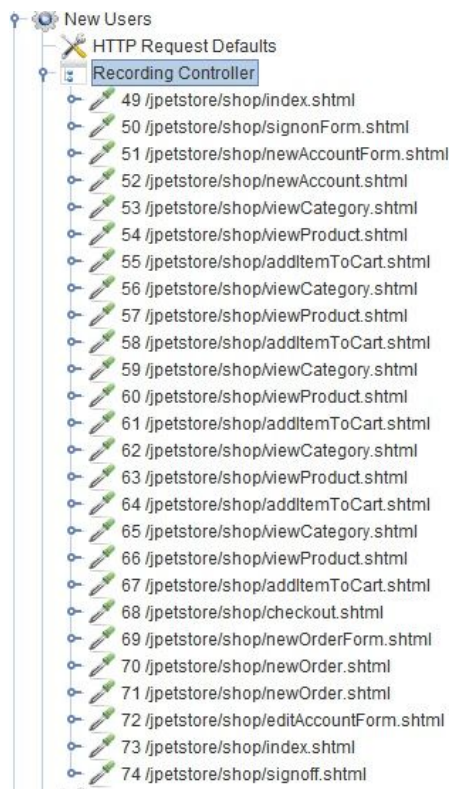 New Users
HTTP Request Defaults
Recording Controller
49 /jpetstore/shop/index.shtml
50 /jpetstore/shop/signonForm.shtml
51 /jpetstore/shop/newAccountForm.shtml
52 /jpetstore/shop/newAccount.shtml
53 /jpetstore/shop/viewCategory.shtml
54 /jpetstore/shop/viewProduct.shtml
55 /jpetstore/shop/addItemToCart.shtml
56 /jpetstore/shop/viewCategory.shtml
57 /jpetstore/shop/viewProduct.shtml
58 /jpetstore/shop/addItemToCart.shtml
59 /jpetstore/shop/viewCategory.shtml
60 /jpetstore/shop/viewProduct.shtml
61 /jpetstore/shop/addItemToCart.shtml
62 /jpetstore/shop/viewCategory.shtml
63 /jpetstore/shop/viewProduct.shtml
64 /jpetstore/shop/addItemToCart.shtml
65 /jpetstore/shop/viewCategory.shtml
66 /jpetstore/shop/viewProduct.shtml
67 /jpetstore/shop/addItemToCart.shtml
68 /jpetstore/shop/checkout.shtml
69 /jpetstore/shop/newOrderForm.shtml
70 /jpetstore/shop/newOrder.shtml
71 /jpetstore/shop/newOrder.shtml
72 /jpetstore/shop/editAccountForm.shtml
73 /jpetstore/shop/index.shtml
74 /jpetstore/shop/signoff.shtml